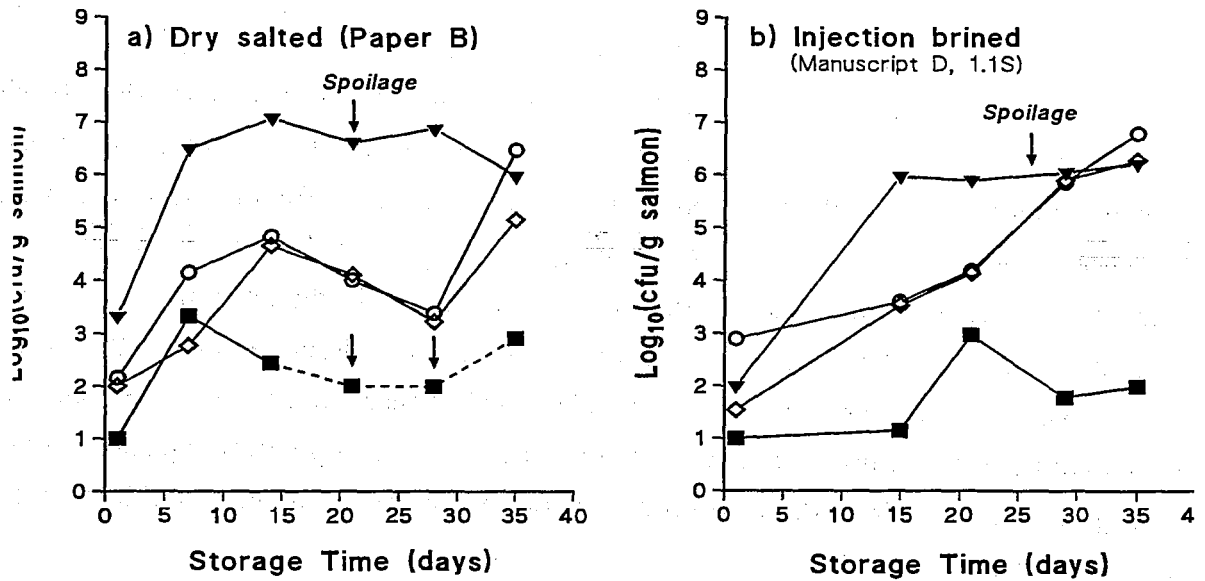 a) Dry salted (Paper B)
Spoilage
9
8
7
6
5
4
3
2
1
0
0 5 10 15 20 25 30 35 40
Storage Time (days)
b) Injection brined
(Manuscript D, 1.1S)
Spoilage
Log10(cfu/g salmon)
9
8
7
6
5
4
3
2
1
0
0 5 10 15 20 25 30 35 4
Storage Time (days)